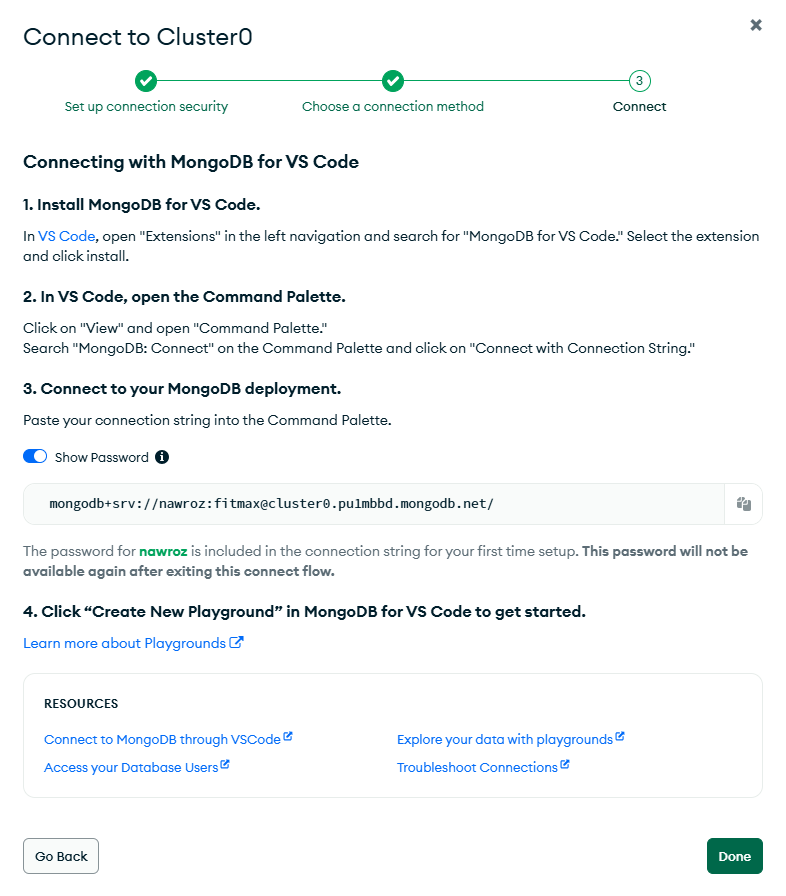 Connect to Cluster0
3
Set up connection security
Choose a connection method
Connect
Connecting with MongoDB for VS Code
1. Install MongoDB for VS Code.
In VS Code, open "Extensions" in the left navigation and search for "MongoDB for VS Code." Select the extension
and click install.
2. In VS Code, open the Command Palette.
Click on "View" and open "Command Palette."
Search "MongoDB: Connect" on the Command Palette and click on "Connect with Connection String."
3. Connect to your MongoDB deployment.
Paste your connection string into the Command Palette.
Show Password
mongodb+srv://nawroz:fitmax@cluster0.pu1mbbd.mongodb.net/
The password for nawroz is included in the connection string for your first time setup. This password will not be
available again after exiting this connect flow.
4. Click “Create New Playground” in MongoDB for VS Code to get started.
Learn more about Playgrounds
RESOURCES
Connect to MongoDB through VSCode
Explore your data with playgrounds
Access your Database Users
Troubleshoot Connections
Go Back
Done